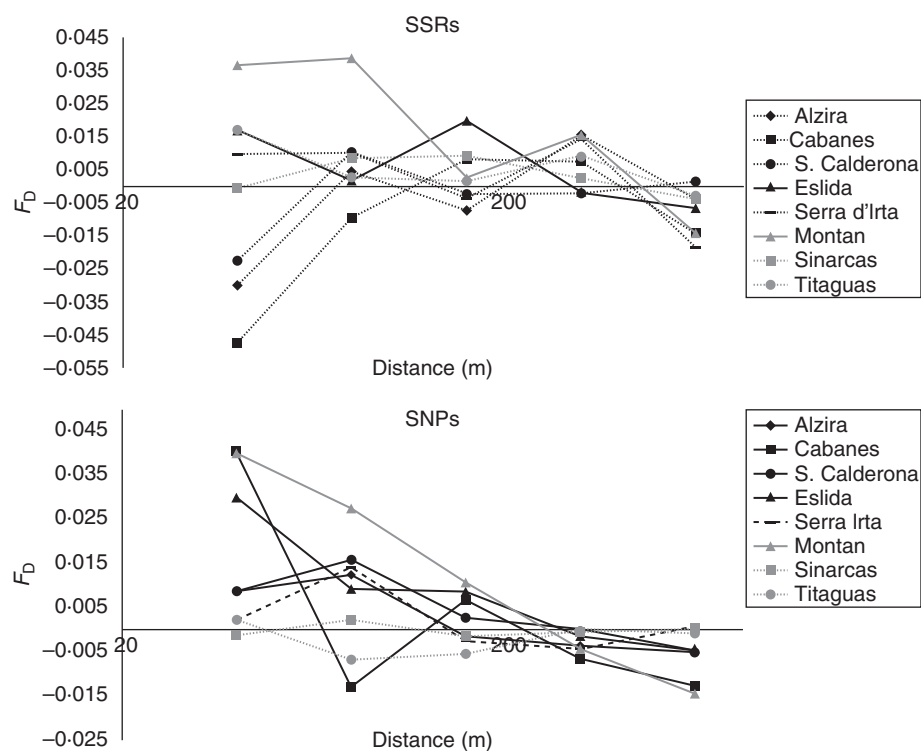 SSRs
0·045
0·035
0·025
0·015
0·005
–0·005
–0·015
–0·025
–0·035
–0·045
–0·055
F_D
20
200
Distance (m)
Alzira
Cabanes
S. Calderona
Eslida
Serra d'Irta
Montan
Sinarcas
Titaguas
SNPs
0·045
0·035
0·025
0·015
0·005
–0·005
–0·015
–0·025
F_D
20
200
Distance (m)
Alzira
Cabanes
S. Calderona
Eslida
Serra Irta
Montan
Sinarcas
Titaguas